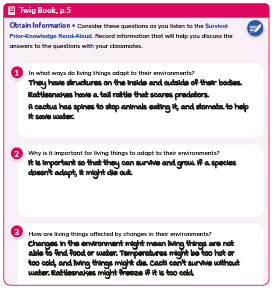 Twig Book, p.5
Obtain Information • Consider these questions as you listen to the Survival
Prior-Knowledge Read-Aloud. Record information that will help you discuss the
answers to the questions with your classmates.
1 In what ways do living things adapt to their environments?
They have structures on the inside and outside of their bodies.
Rattlesnakes have a tail rattle that scares predators.
A cactus has spines to stop animals eating it, and stomata to help
it save water.
2 Why is it important for living things to adapt to their environments?
It is important so that they can survive and grow. If a species
doesn't adapt, it might die out.
3 How are living things affected by changes in their environments?
Changes in the environment might mean living things are not
able to find food or water. Temperatures might be too hot or
too cold, and living things might die. Cacti can't survive without
water. Rattlesnakes might freeze if it is too cold.